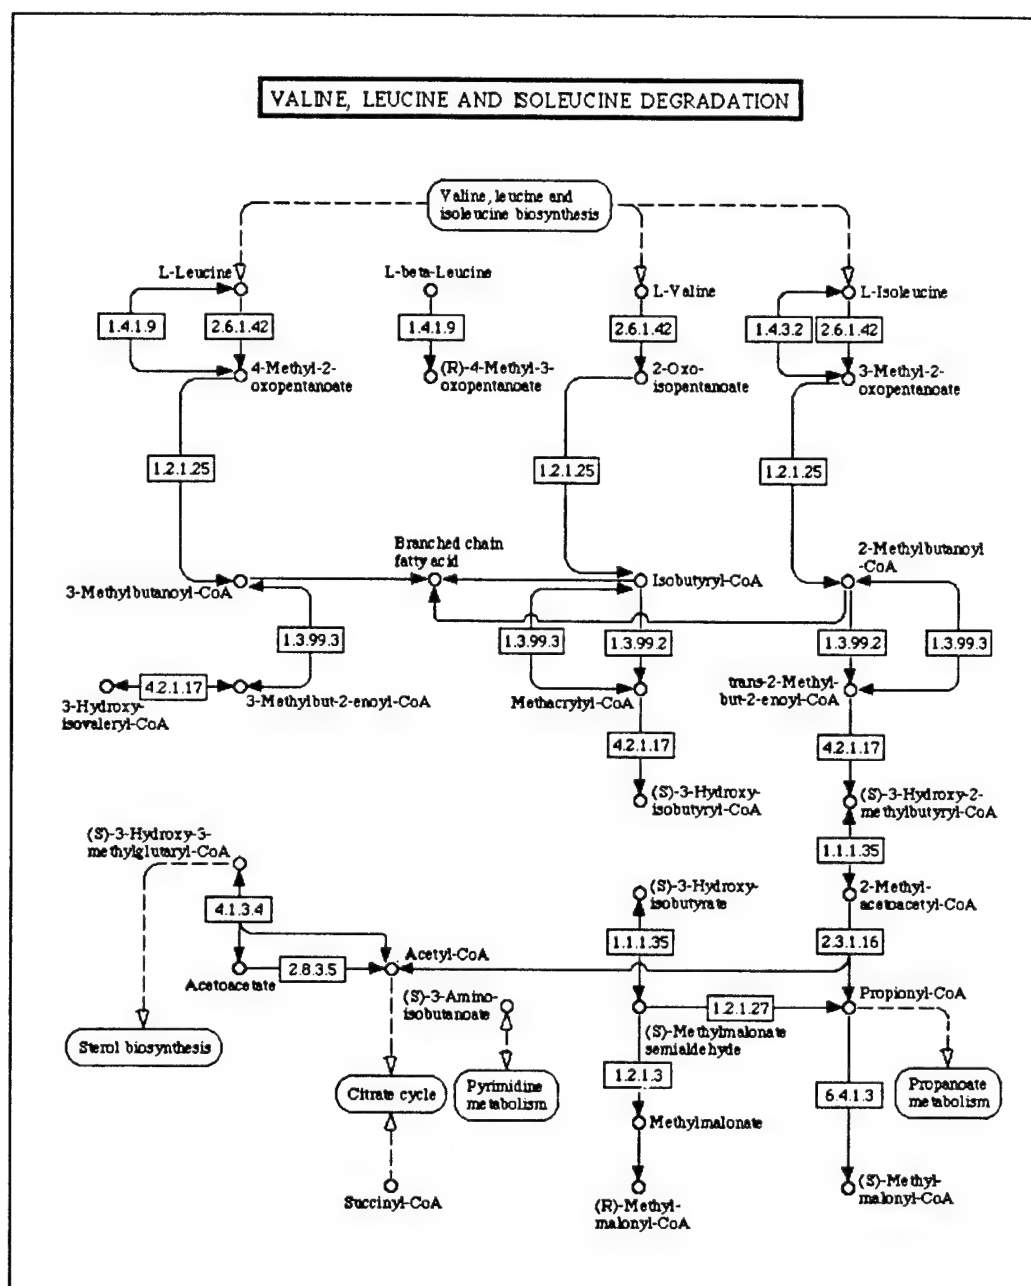 VALINE, LEUCINE AND ISOLEUCINE DEGRADATION
Valine, leucine and
isoleucine biosynthesis
L-Leucine
L-beta-Leucine
L-Valine
L-Isoleucine
1.4.1.9
2.6.1.42
1.4.1.9
2.6.1.42
1.4.3.2
2.6.1.42
4-Methyl-2-
oxopentanoate
(R)-4-Methyl-3-
oxopentanoate
2-Oxo-
isopentanoate
3-Methyl-2-
oxopentanoate
1.2.1.25
1.2.1.25
1.2.1.25
Branched chain
fatty acid
2-Methylbutanoyl
-CoA
3-Methylbutanoyl-CoA
Isobutyryl-CoA
1.3.99.3
1.3.99.3
1.3.99.2
1.3.99.2
1.3.99.3
4.2.1.17
3-Hydroxy-
isovaleryl-CoA
3-Methylbut-2-enoyl-CoA
Methacrylyl-CoA
trans-2-Methyl-
but-2-enoyl-CoA
4.2.1.17
4.2.1.17
(S)-3-Hydroxy-
isobutyryl-CoA
(S)-3-Hydroxy-2-
methylbutyryl-CoA
(S)-3-Hydroxy-3-
methylglutaryl-CoA
1.1.1.35
4.1.3.4
(S)-3-Hydroxy-
isobutyrate
2-Methyl-
acetoacetyl-CoA
1.1.1.35
2.3.1.16
2.8.3.5
Acetyl-CoA
Acetoacetate
(S)-3-Amino-
isobutanoate
1.2.1.27
Propionyl-CoA
(S)-Methylmalonate
semialdehyde
Sterol biosynthesis
1.2.1.3
Citrate cycle
Pyrimidine
metabolism
6.4.1.3
Propanoate
metabolism
Methylmalonate
Succinyl-CoA
(R)-Methyl-
malonyl-CoA
(S)-Methyl-
malonyl-CoA